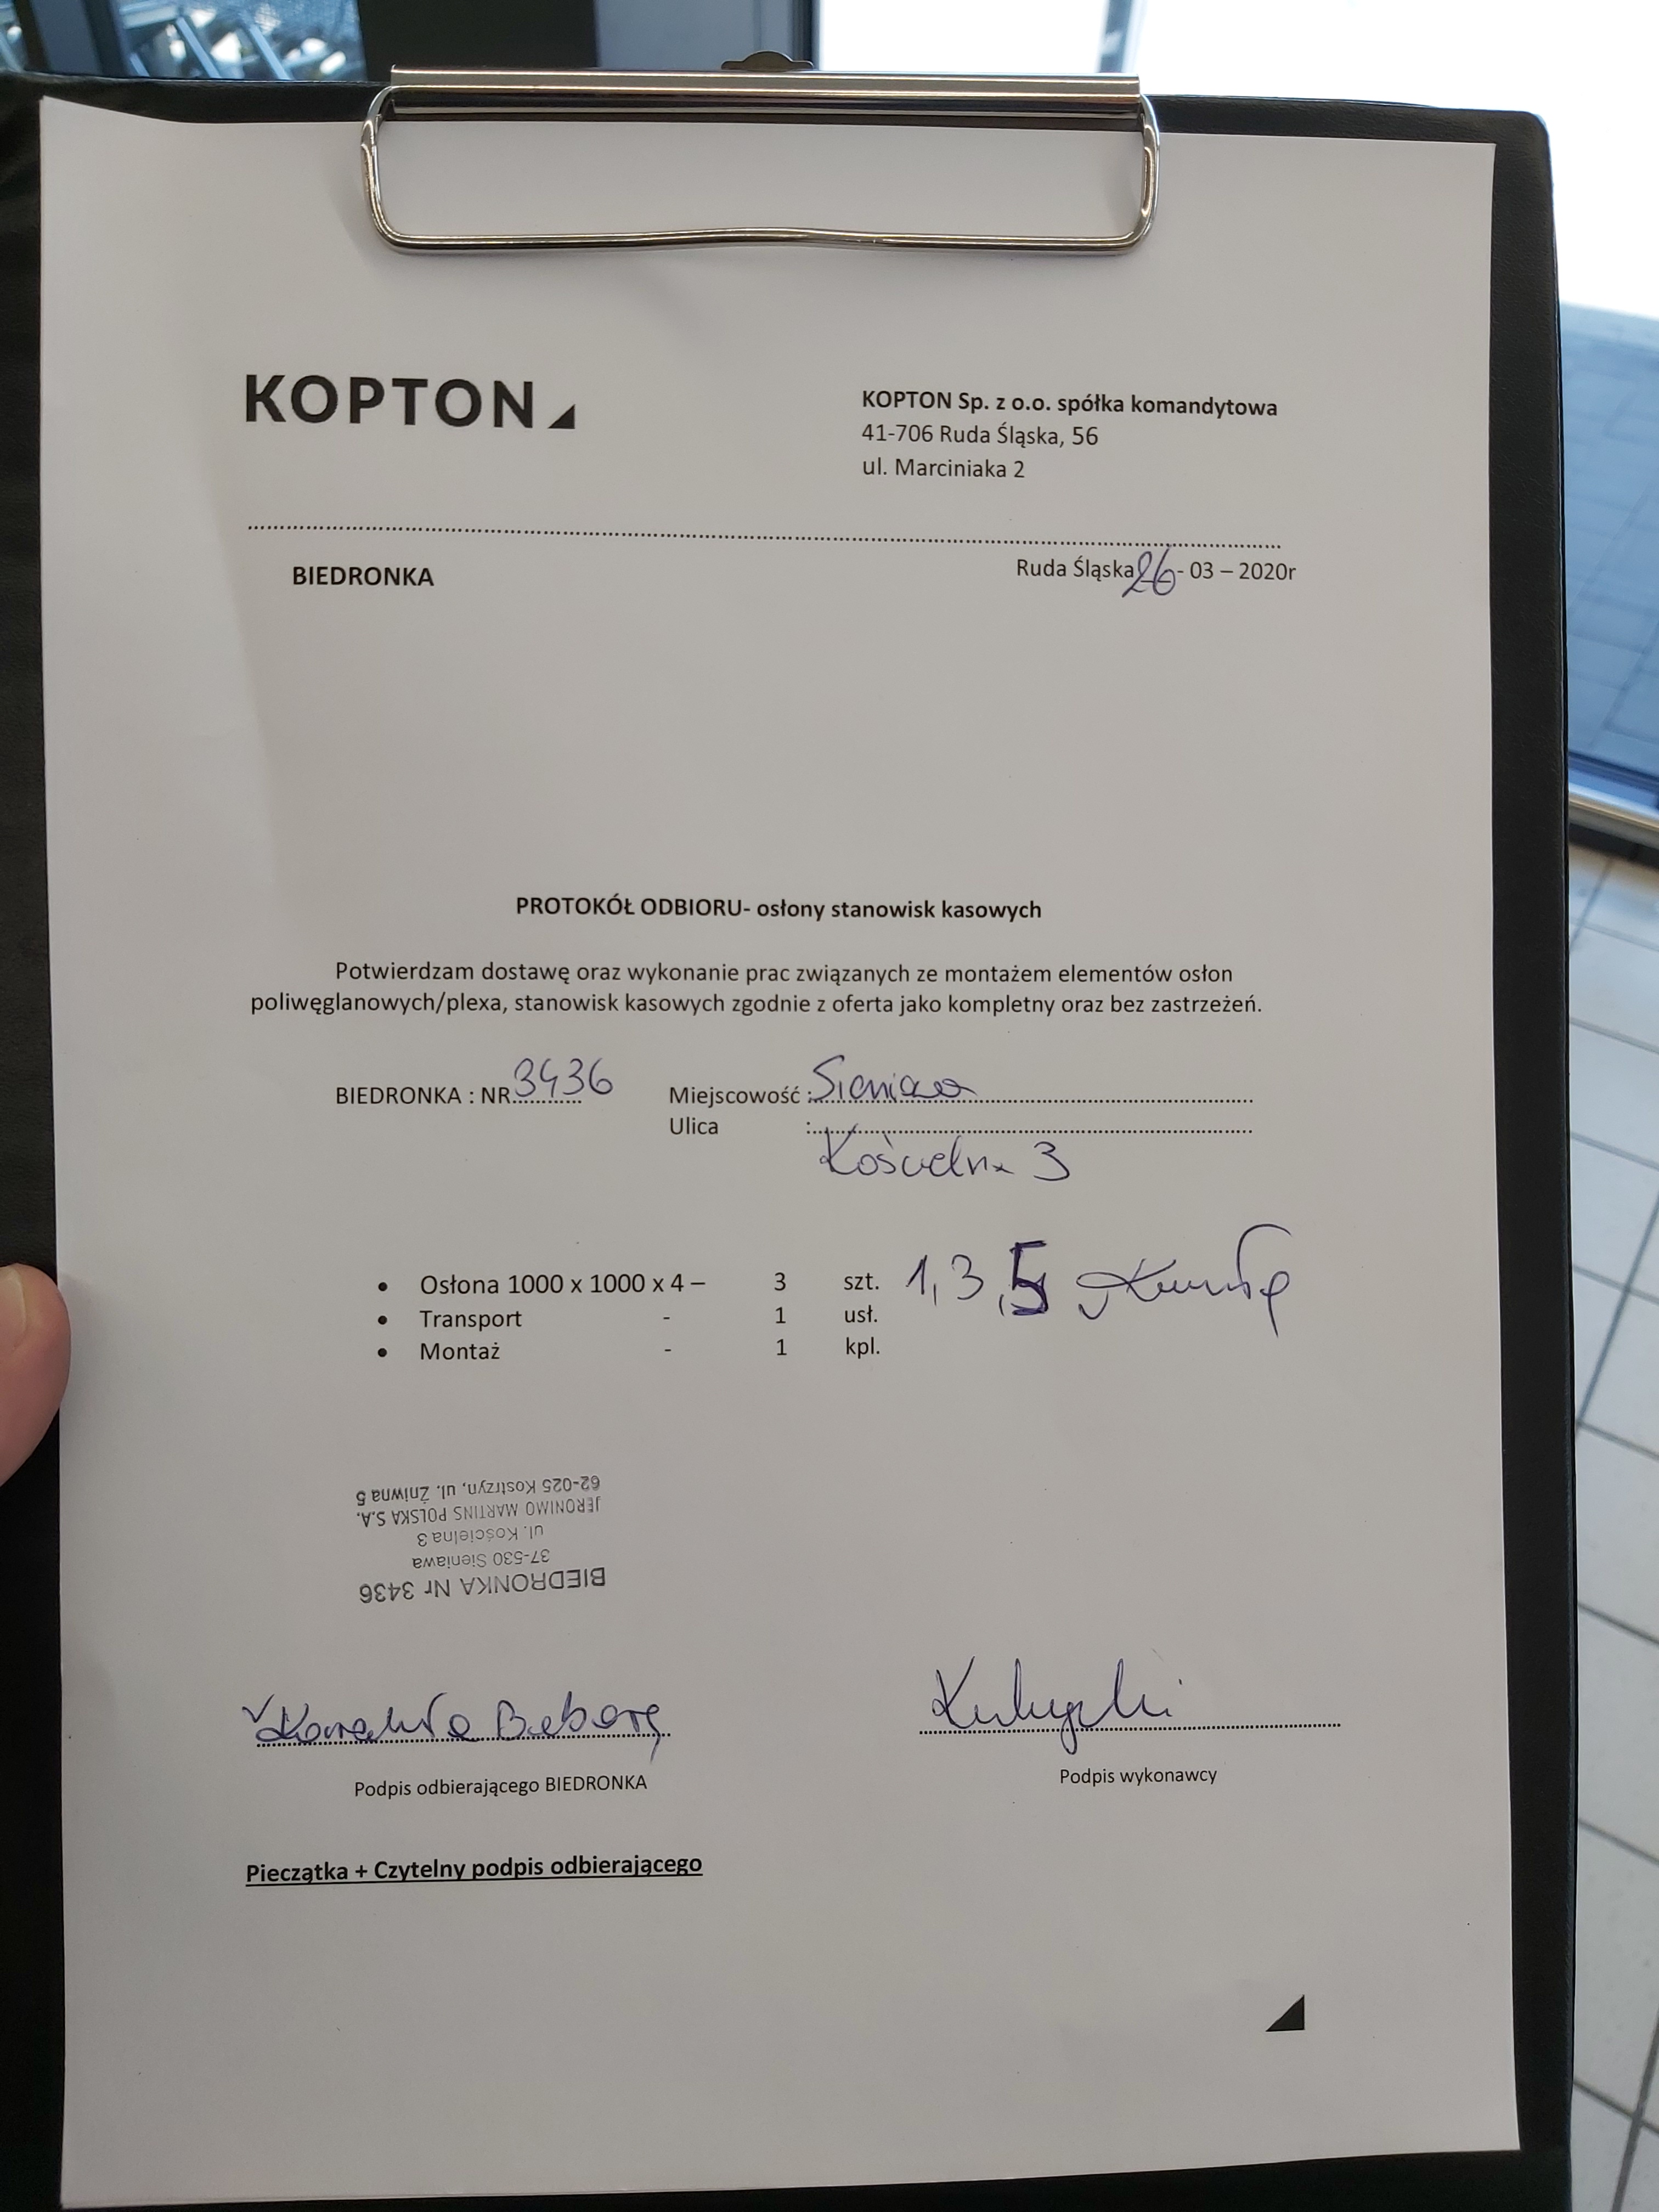 KOPTON
KOPTON Sp. z o.o. spółka komandytowa
41-706 Ruda Śląska, 56
ul. Marciniaka 2
BIEDRONKA
Ruda Śląska 26 - 03 – 2020r
PROTOKÓŁ ODBIORU- osłony stanowisk kasowych
Potwierdzam dostawę oraz wykonanie prac związanych ze montażem elementów osłon
poliwęglanowych/plexa, stanowisk kasowych zgodnie z oferta jako kompletny oraz bez zastrzeżeń.
BIEDRONKA : NR 3436 Miejscowość : Sieniawa
Ulica :
Kościelna 3
• Osłona 1000 x 1000 x 4 – 3 szt. 1, 3, 5
• Transport - 1 usł.
• Montaż - 1 kpl.
BIEDRONKA Nr 3436
37-530 Sieniawa
ul. Kościelna 3
JERONIMO MARTINS POLSKA S.A.
62-025 Kostrzyn, ul. Żniwna 5
Podpis odbierającego BIEDRONKA
Podpis wykonawcy
Pieczątka + Czytelny podpis odbierającego